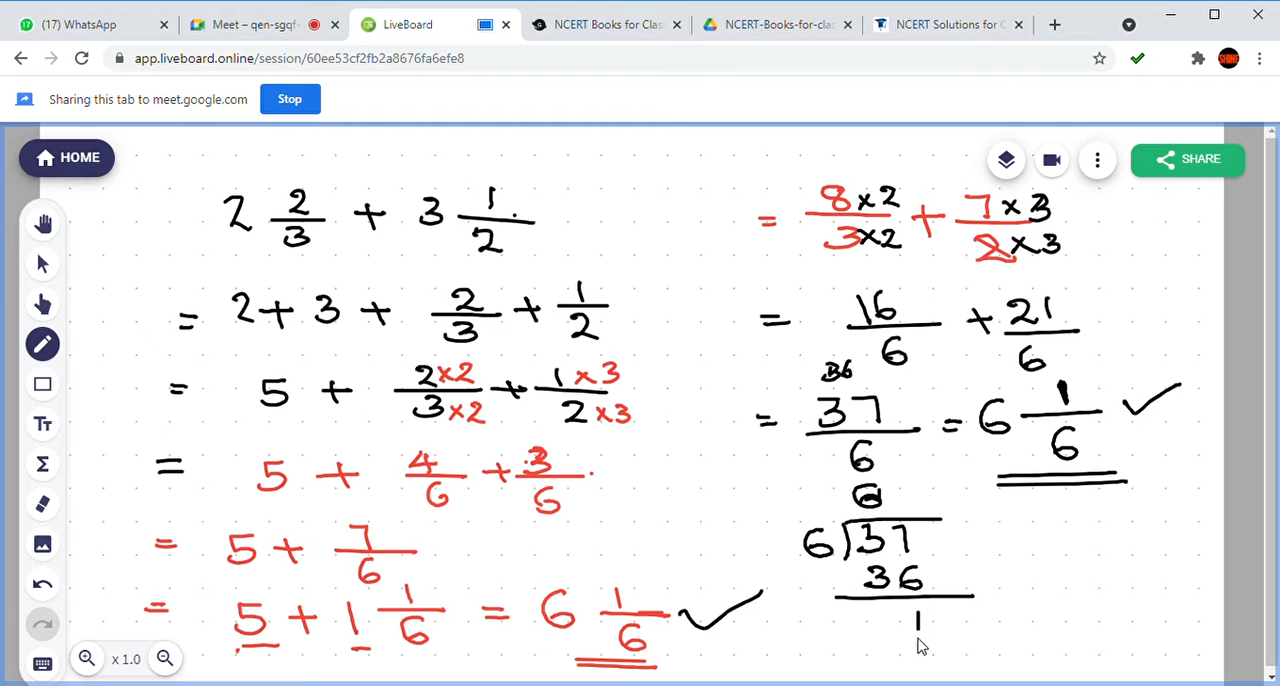 (17) WhatsApp
Meet – qen-sgqf-
LiveBoard
NCERT Books for Clas
NCERT-Books-for-clas
NCERT Solutions for C
app.liveboard.online/session/60ee53cf2fb2a8676fa6efe8
SHINE
Sharing this tab to meet.google.com
Stop
HOME
SHARE
2 2/3 + 3 1/2
= 2 + 3 + 2/3 + 1/2
= 5 + 2×2/3×2 + 1×3/2×3
= 5 + 4/6 + 3/6
= 5 + 7/6
= 5 + 1 1/6 = 6 1/6 ✓
= 8×2/3×2 + 7×3/2×3
= 16/6 + 21/6
36
= 37/6 = 6 1/6 ✓
6
6)37
36
1
Tт
Σ
x 1.0